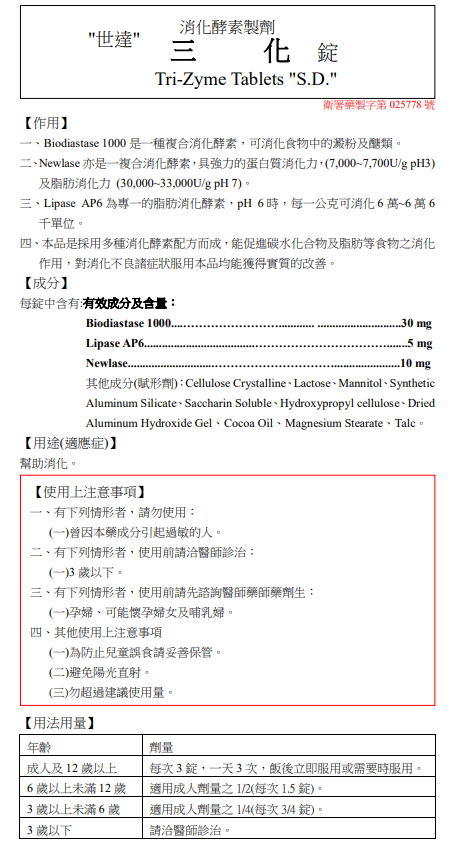 消化酵素製劑
"世達" 三 化 錠
Tri-Zyme Tablets "S.D."
衛署藥製字第 025778 號
【作用】
一、Biodiastase 1000 是一種複合消化酵素，可消化食物中的澱粉及醣類。
二、Newlase 亦是一複合消化酵素，具強力的蛋白質消化力，(7,000~7,700U/g pH3)
及脂肪消化力 (30,000~33,000U/g pH 7)。
三、Lipase AP6 為專一的脂肪消化酵素，pH 6 時，每一公克可消化 6 萬~6 萬 6
千單位。
四、本品是採用多種消化酵素配方而成，能促進碳水化合物及脂肪等食物之消化
作用，對消化不良諸症狀服用本品均能獲得實質的改善。
【成分】
每錠中含有:有效成分及含量：
Biodiastase 1000....……………………............ ............................30 mg
Lipase AP6.....................................……………………………….......5 mg
Newlase............................………………………….......................10 mg
其他成分(賦形劑)：Cellulose Crystalline、Lactose、Mannitol、Synthetic
Aluminum Silicate、Saccharin Soluble、Hydroxypropyl cellulose、Dried
Aluminum Hydroxide Gel、Cocoa Oil、Magnesium Stearate、Talc。
【用途(適應症)】
幫助消化。
【使用上注意事項】
一、有下列情形者，請勿使用：
(一)曾因本藥成分引起過敏的人。
二、有下列情形者，使用前請洽醫師診治：
(一)3 歲以下。
三、有下列情形者，使用前請先諮詢醫師藥師藥劑生：
(一)孕婦、可能懷孕婦女及哺乳婦。
四、其他使用上注意事項
(一)為防止兒童誤食請妥善保管。
(二)避免陽光直射。
(三)勿超過建議使用量。
【用法用量】
年齡 劑量
成人及 12 歲以上 每次 3 錠，一天 3 次，飯後立即服用或需要時服用。
6 歲以上未滿 12 歲 適用成人劑量之 1/2(每次 1.5 錠)。
3 歲以上未滿 6 歲 適用成人劑量之 1/4(每次 3/4 錠)。
3 歲以下 請洽醫師診治。